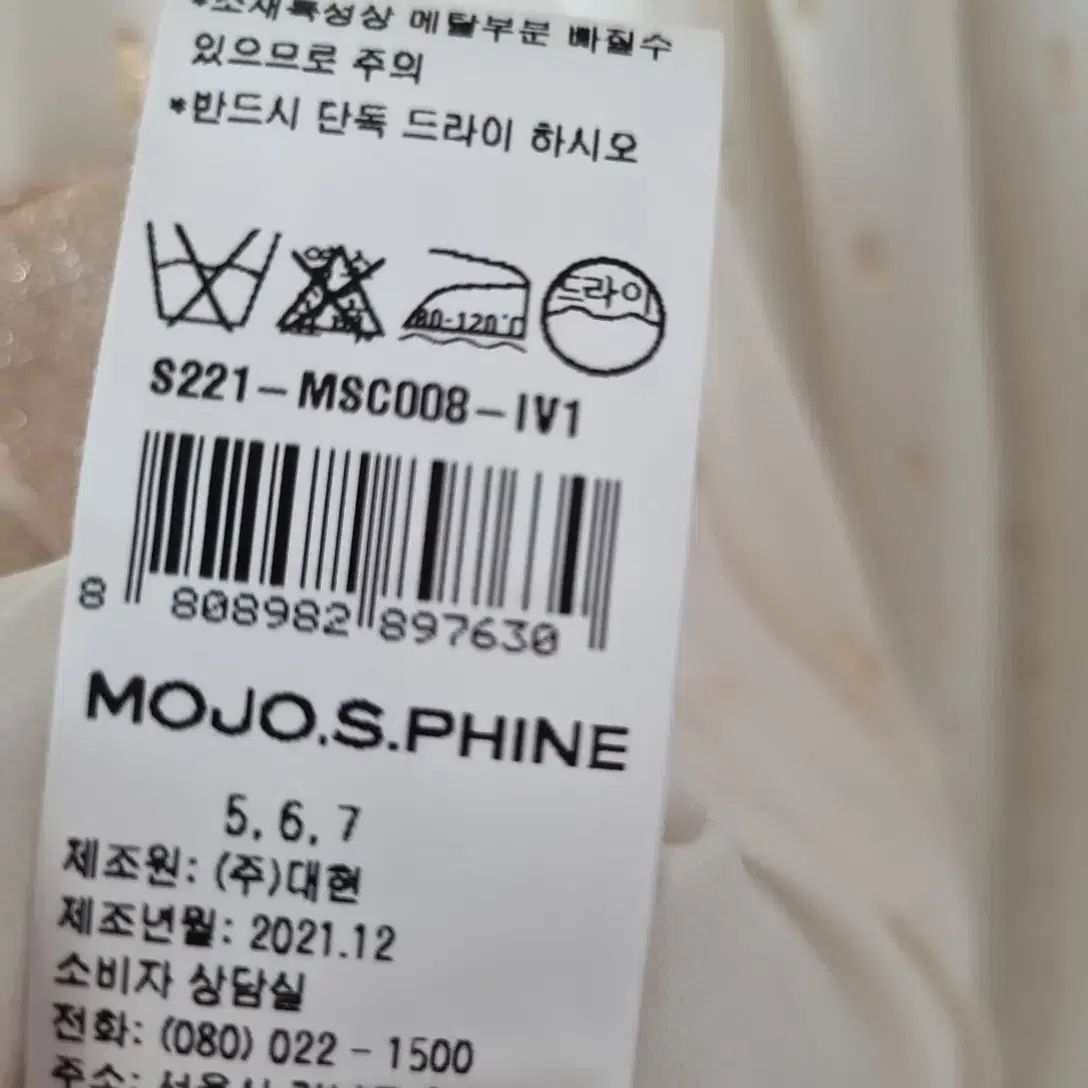 *소재특성상 메탈부분 빠질수
있으므로 주의
*반드시 단독 드라이 하시오
80-120℃
드라이
S221-MSC008-IV1
8 808982 897630
MOJO.S.PHINE
5, 6, 7
제조원: (주)대현
제조년월: 2021.12
소비자 상담실
전화: (080) 022 - 1500
주소: